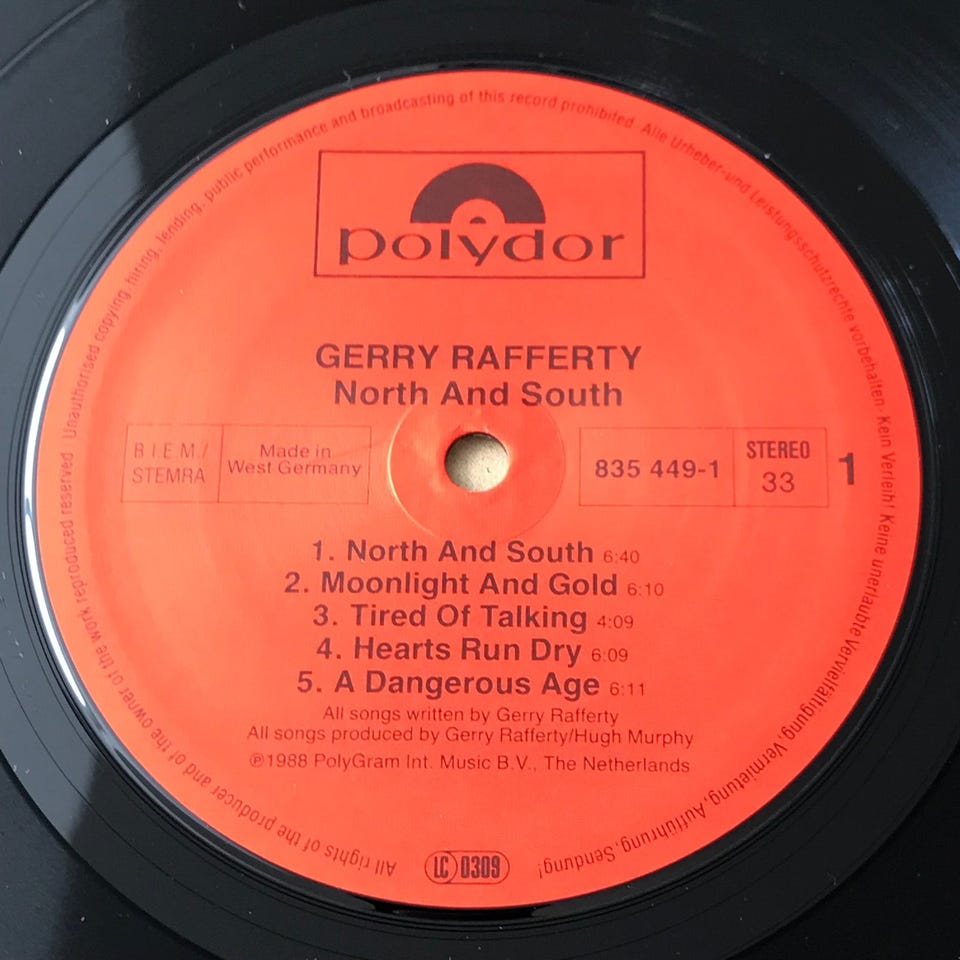 Unauthorised copying, hiring, lending, public performance and broadcasting of this record prohibited · Alle Urheber-und Leistungsschutzrechte vorbehalten · Kein Verleih! Keine unerlaubte Vervielfältigung, Vermietung, Aufführung, Sendung!
polydor
GERRY RAFFERTY
North And South
B.I.E.M./
STEMRA
Made in
West Germany
835 449-1
STEREO
33
1
1. North And South 6:40
2. Moonlight And Gold 6:10
3. Tired Of Talking 4:09
4. Hearts Run Dry 6:09
5. A Dangerous Age 6:11
All songs written by Gerry Rafferty
All songs produced by Gerry Rafferty/Hugh Murphy
℗1988 PolyGram Int. Music B.V., The Netherlands
All rights of the producer and of the owner of the work reproduced reserved
LC 0309